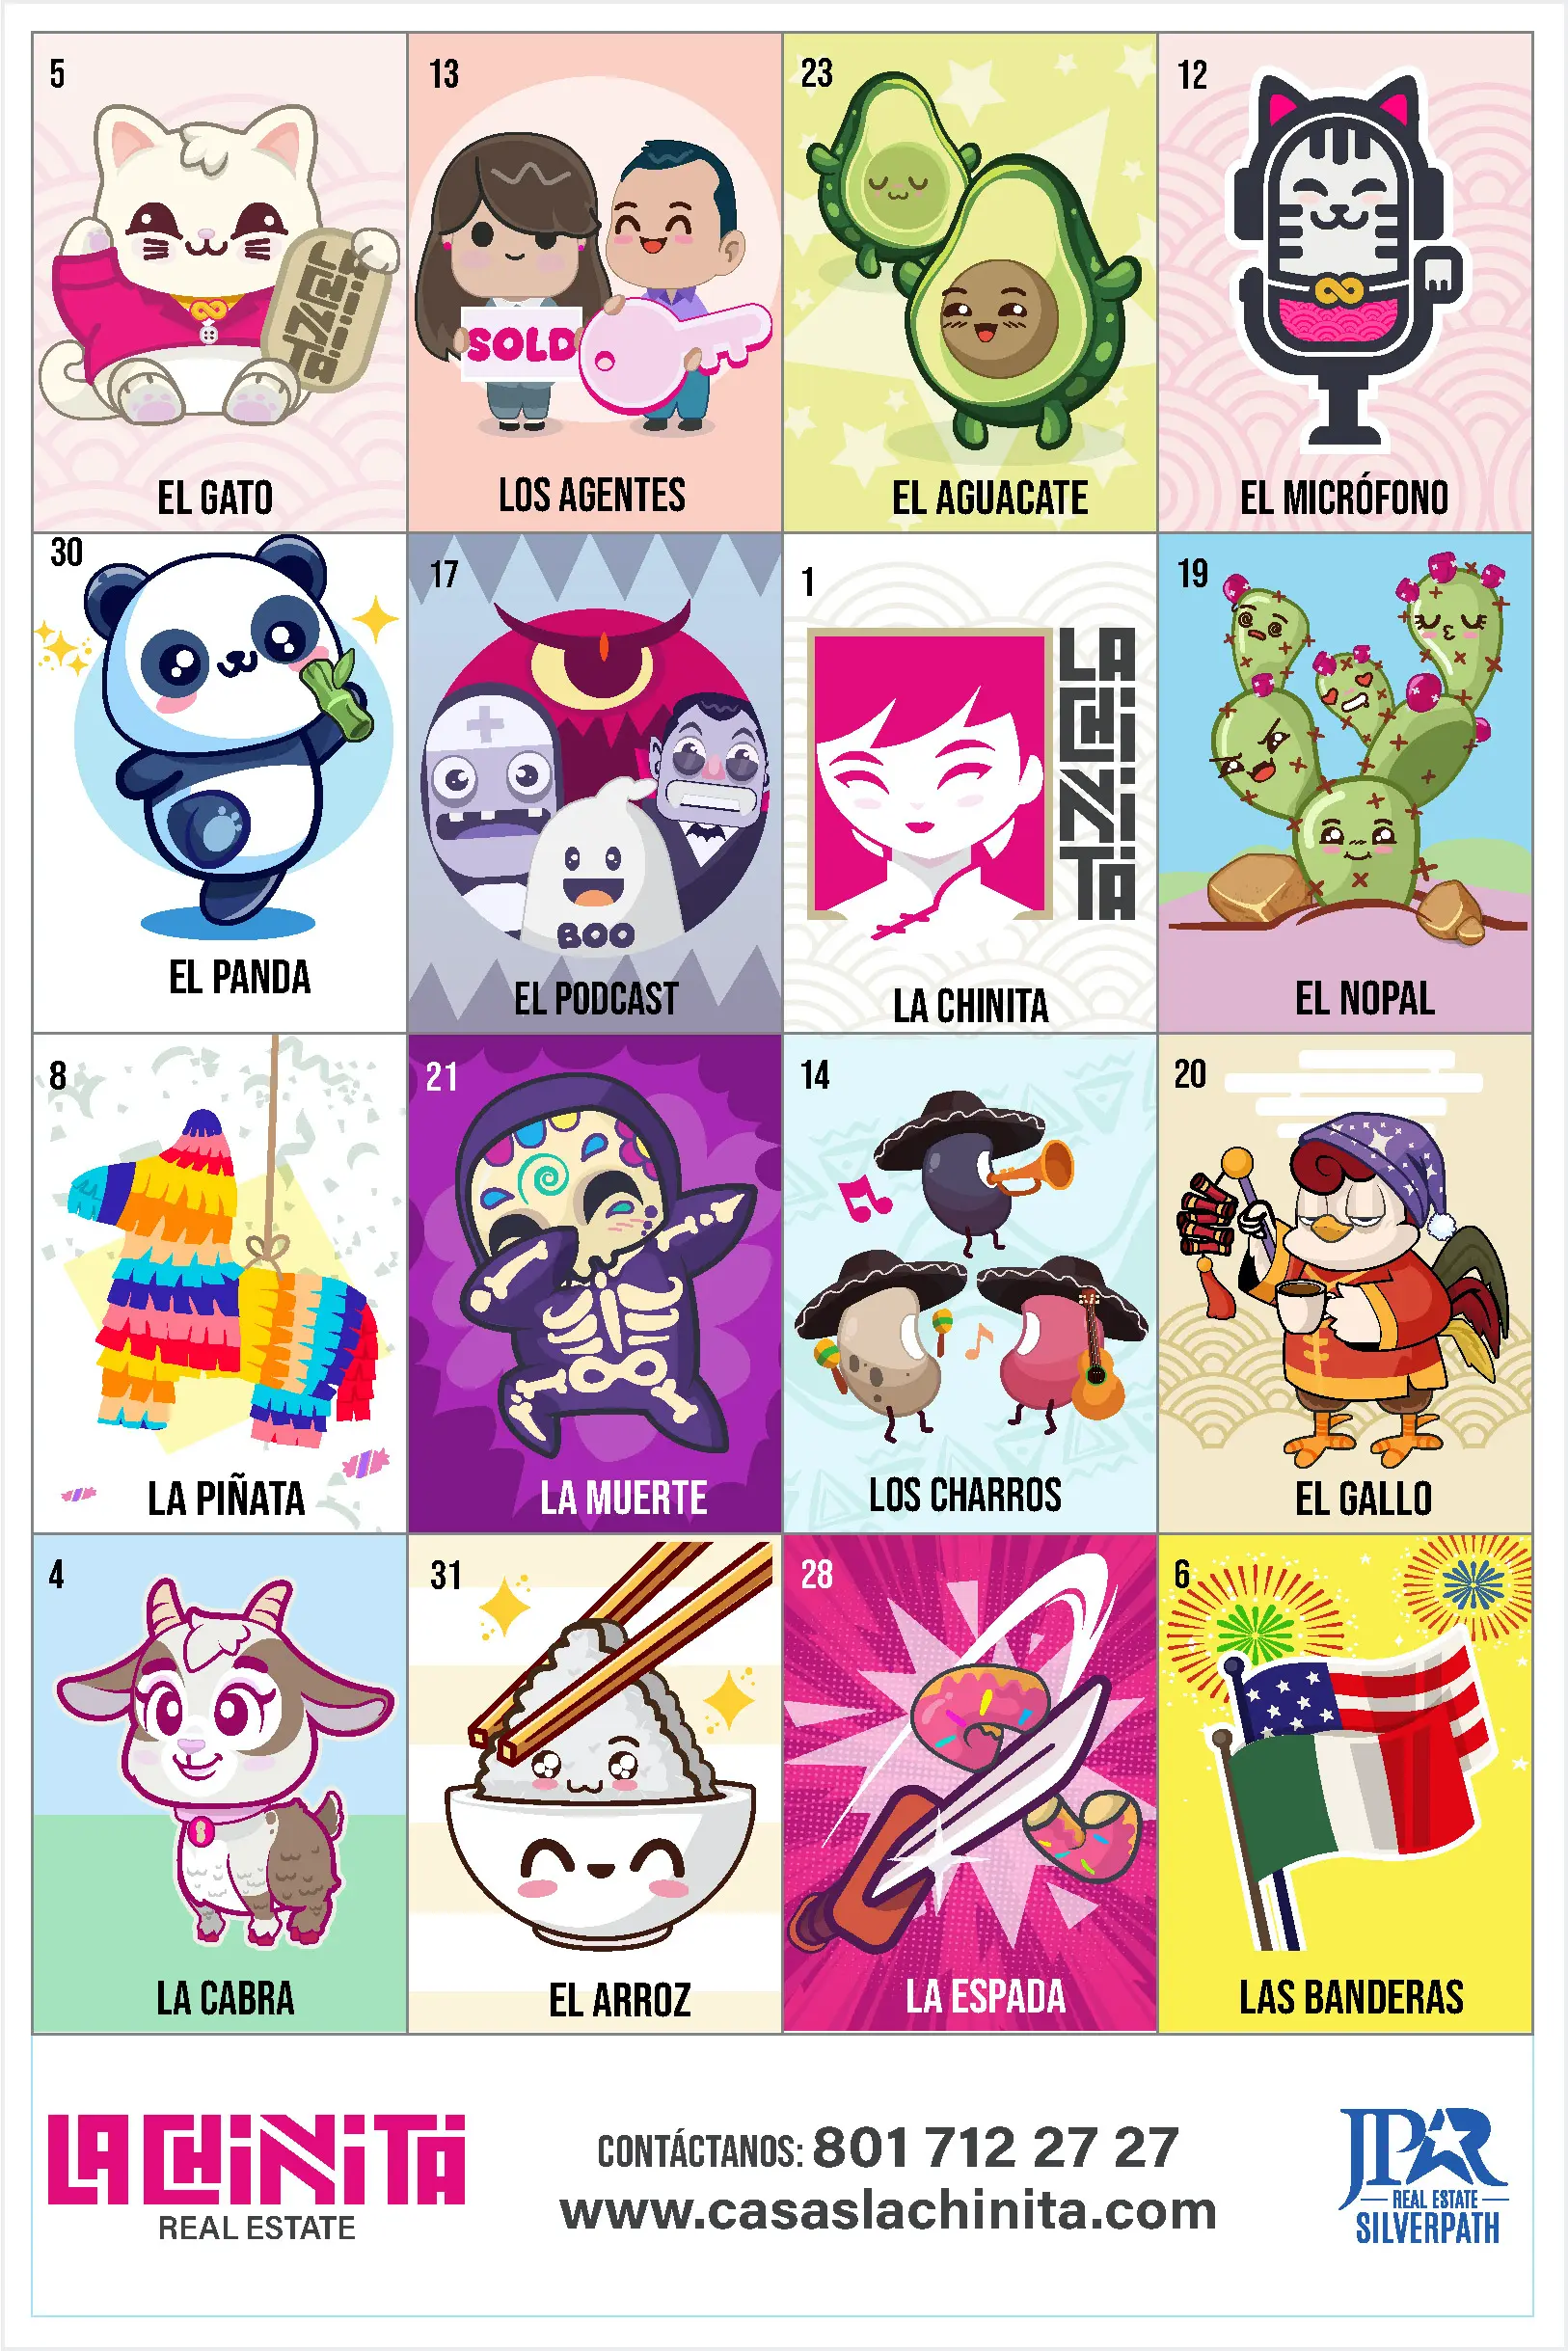 5
LA CHINITA
EL GATO
13
SOLD
LOS AGENTES
23
EL AGUACATE
12
EL MICRÓFONO
30
EL PANDA
17
BOO
EL PODCAST
1
LA CHINITA
LA CHINITA
19
EL NOPAL
8
LA PIÑATA
21
LA MUERTE
14
LOS CHARROS
20
EL GALLO
4
LA CABRA
31
EL ARROZ
28
LA ESPADA
6
LAS BANDERAS
LA CHINITA
REAL ESTATE
CONTÁCTANOS: 801 712 27 27
www.casaslachinita.com
JPR
REAL ESTATE
SILVERPATH